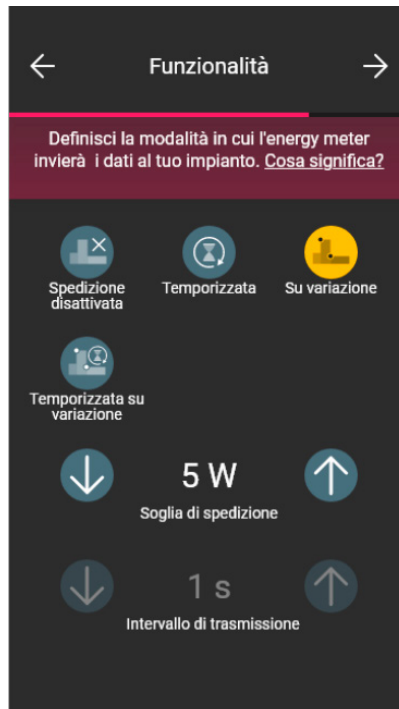 Funzionalità
Definisci la modalità in cui l'energy meter
invierà i dati al tuo impianto. Cosa significa?
Spedizione
disattivata
Temporizzata
Su variazione
Temporizzata su
variazione
5 W
Soglia di spedizione
1 s
Intervallo di trasmissione